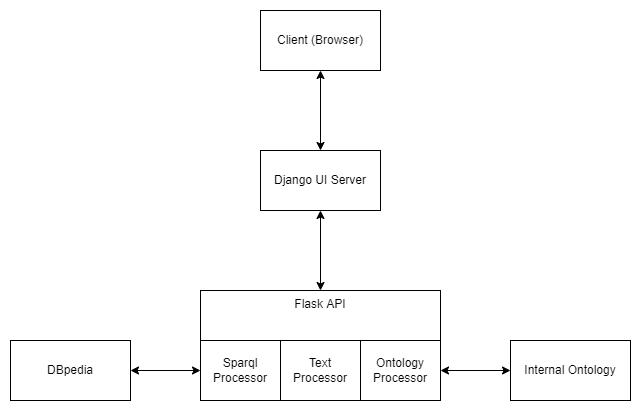 Client (Browser)
Django UI Server
Flask API
DBpedia
Sparql
Processor
Text
Processor
Ontology
Processor
Internal Ontology